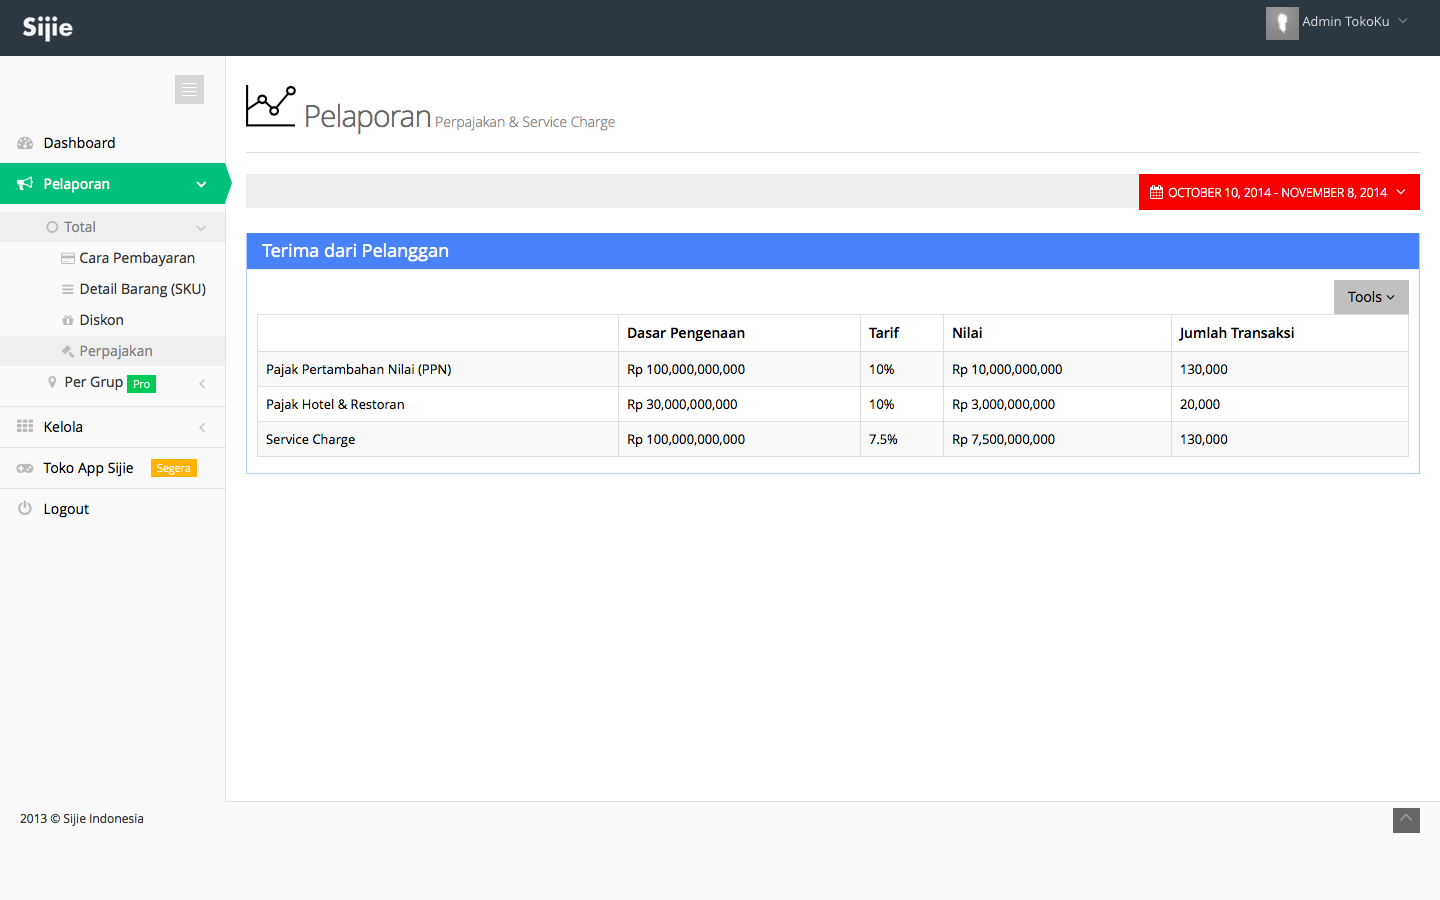 Sijie
Admin TokoKu
Dashboard
Pelaporan
Total
Cara Pembayaran
Detail Barang (SKU)
Diskon
Perpajakan
Per Grup Pro
Kelola
Toko App Sijie Segera
Logout
Pelaporan Perpajakan & Service Charge
OCTOBER 10, 2014 - NOVEMBER 8, 2014
Terima dari Pelanggan
Tools
Dasar Pengenaan Tarif Nilai Jumlah Transaksi
Pajak Pertambahan Nilai (PPN) Rp 100,000,000,000 10% Rp 10,000,000,000 130,000
Pajak Hotel & Restoran Rp 30,000,000,000 10% Rp 3,000,000,000 20,000
Service Charge Rp 100,000,000,000 7.5% Rp 7,500,000,000 130,000
2013 © Sijie Indonesia